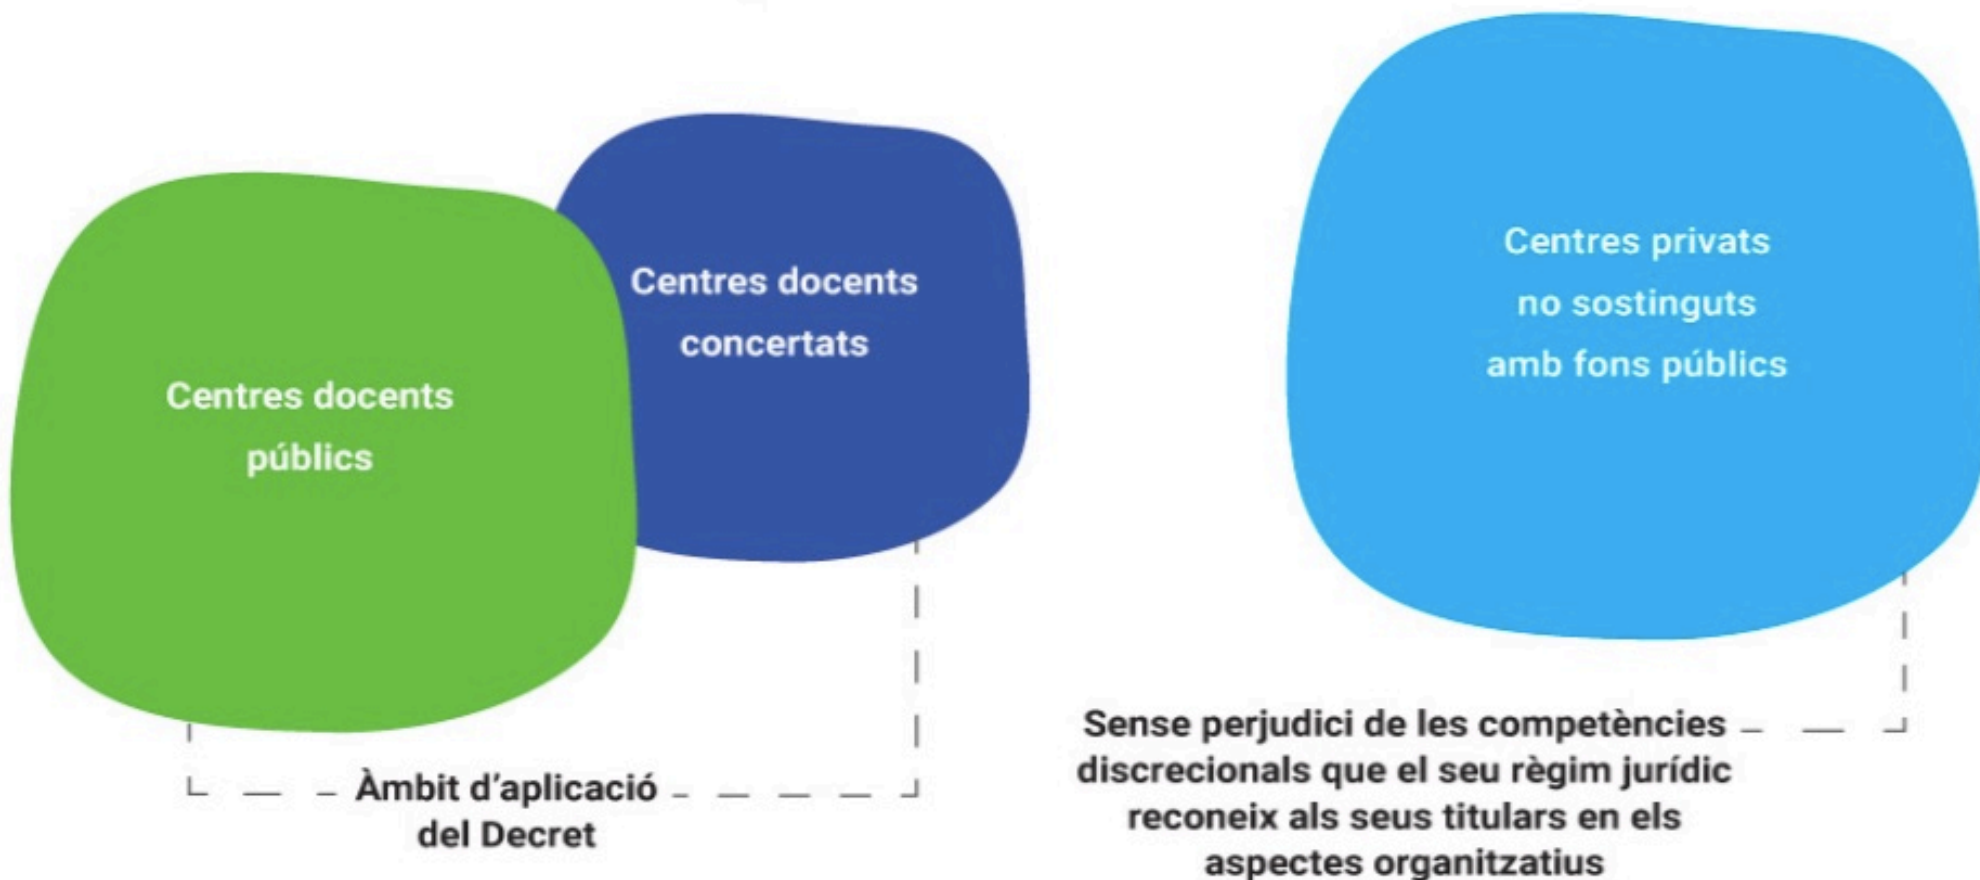 Centres docents
públics
Centres docents
concertats
Àmbit d'aplicació
del Decret
Centres privats
no sostinguts
amb fons públics
Sense perjudici de les competències
discrecionals que el seu règim jurídic
reconeix als seus titulars en els
aspectes organitzatius